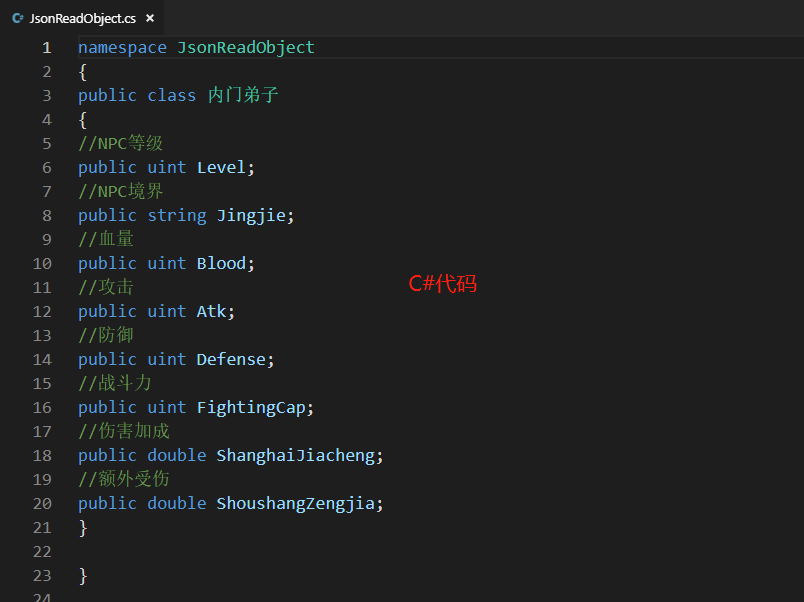 JsonReadObject.cs ×
1 namespace JsonReadObject
2 {
3 public class 内门弟子
4 {
5 //NPC等级
6 public uint Level;
7 //NPC境界
8 public string Jingjie;
9 //血量
10 public uint Blood;
11 //攻击
C#代码
12 public uint Atk;
13 //防御
14 public uint Defense;
15 //战斗力
16 public uint FightingCap;
17 //伤害加成
18 public double ShanghaiJiacheng;
19 //额外受伤
20 public double ShoushangZengjia;
21 }
22
23 }
24